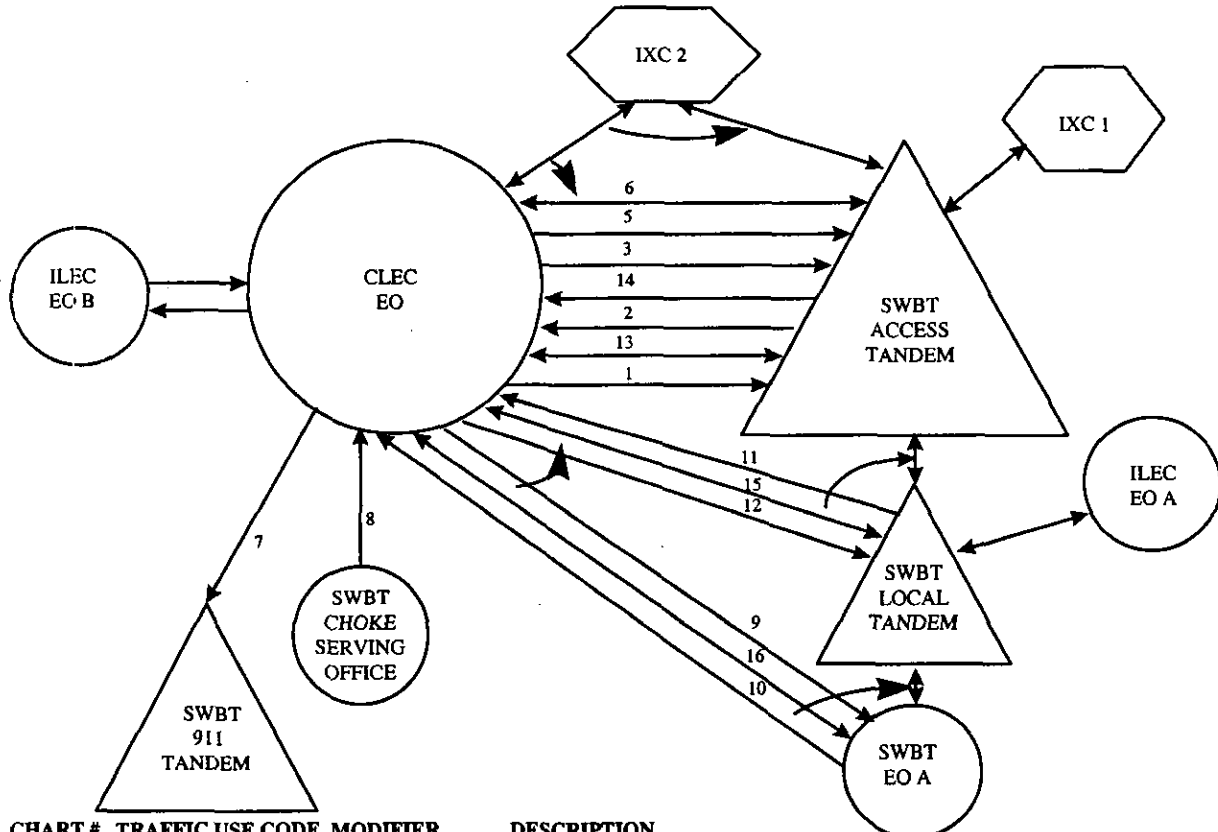 IXC 2
IXC 1
6
5
3
14
2
13
1
CLEC
EO
ILEC
EO B
SWBT
ACCESS
TANDEM
11
15
12
ILEC
EO A
7
8
SWBT
CHOKE
SERVING
OFFICE
SWBT
LOCAL
TANDEM
9
16
10
SWBT
911
TANDEM
SWBT
EO A
CHART # TRAFFIC USE CODE MODIFIER DESCRIPTION